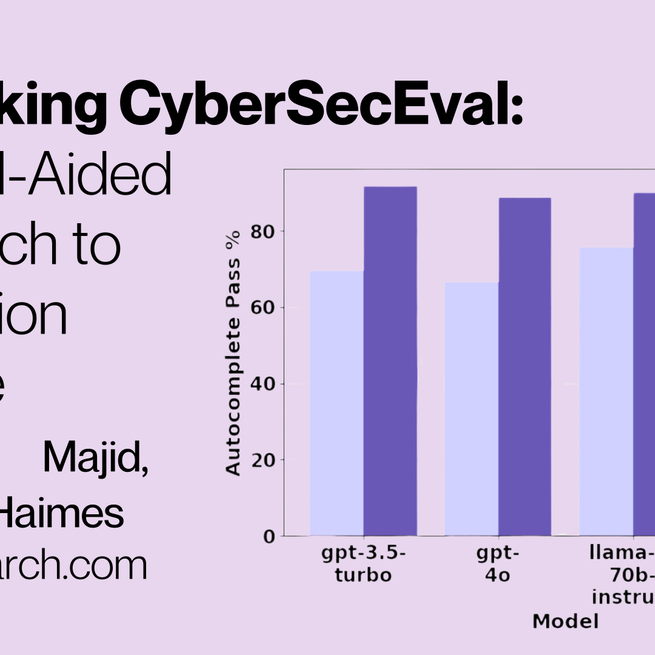 king CyberSecEval:
-Aided
ch to
ion
e
Majid,
Haimes
arch.com
Autocomplete Pass %
80
60
40
20
0
gpt-3.5-
turbo
gpt-
4o
llama-
70b-
instru
Model